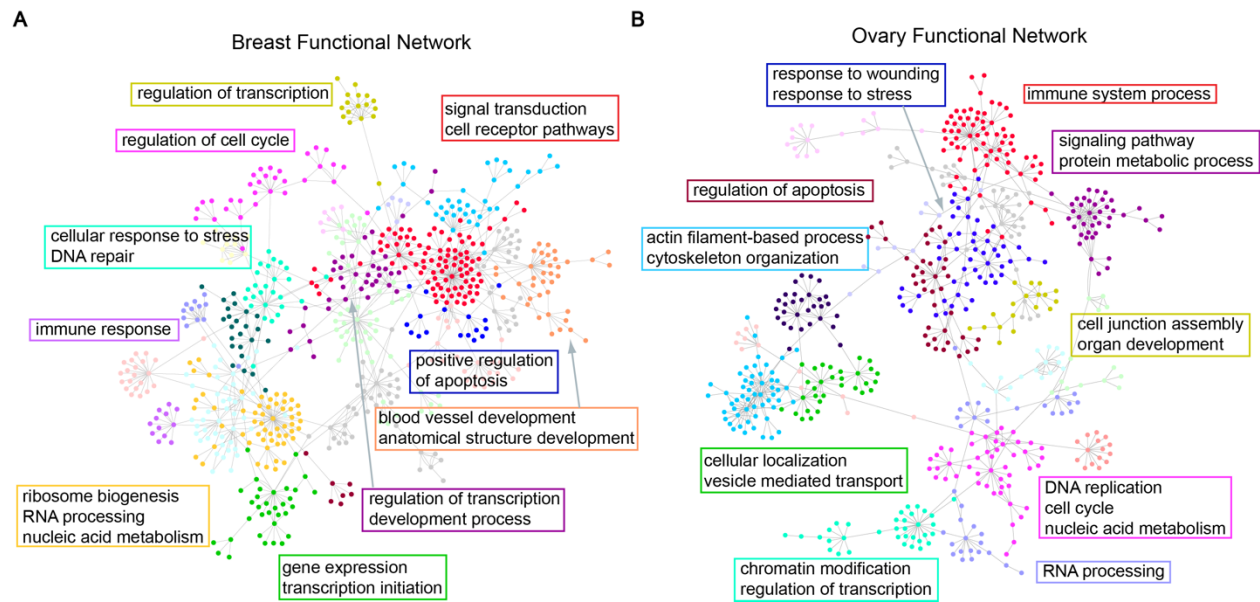 A
Breast Functional Network
regulation of transcription
signal transduction
cell receptor pathways
regulation of cell cycle
cellular response to stress
DNA repair
immune response
positive regulation
of apoptosis
blood vessel development
anatomical structure development
ribosome biogenesis
RNA processing
nucleic acid metabolism
regulation of transcription
development process
gene expression
transcription initiation
B
Ovary Functional Network
response to wounding
response to stress
immune system process
signaling pathway
protein metabolic process
regulation of apoptosis
actin filament-based process
cytoskeleton organization
cell junction assembly
organ development
cellular localization
vesicle mediated transport
DNA replication
cell cycle
nucleic acid metabolism
chromatin modification
regulation of transcription
RNA processing